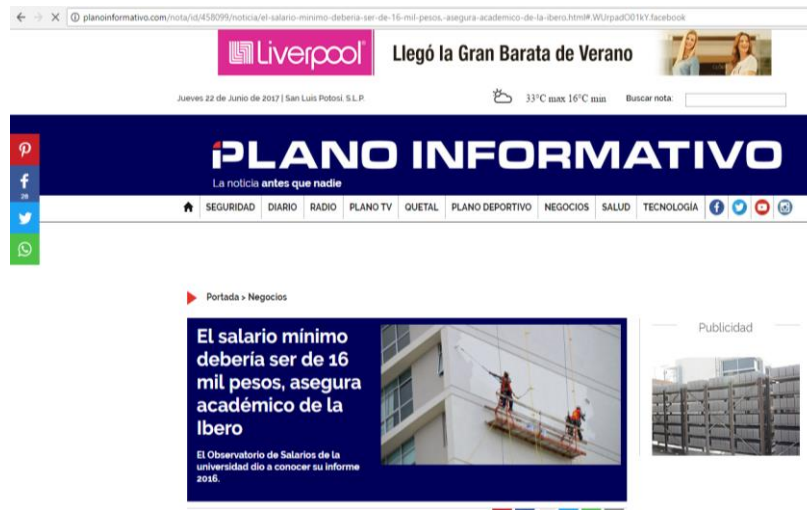 planoinformativo.com/nota/id/458099/noticia/el-salario-minimo-deberia-ser-de-16-mil-pesos,-asegura-academico-de-la-ibero.html#.WUrpadO01kY.facebook
Liverpool Llegó la Gran Barata de Verano
Jueves 22 de Junio de 2017 | San Luis Potosí, S.L.P. 33°C max 16°C min Buscar nota:
PLANO INFORMATIVO
La noticia antes que nadie
26
SEGURIDAD DIARIO RADIO PLANO TV QUETAL PLANO DEPORTIVO NEGOCIOS SALUD TECNOLOGÍA
Portada > Negocios
El salario mínimo
debería ser de 16
mil pesos, asegura
académico de la
Ibero
El Observatorio de Salarios de la
universidad dio a conocer su informe
2016.
Publicidad